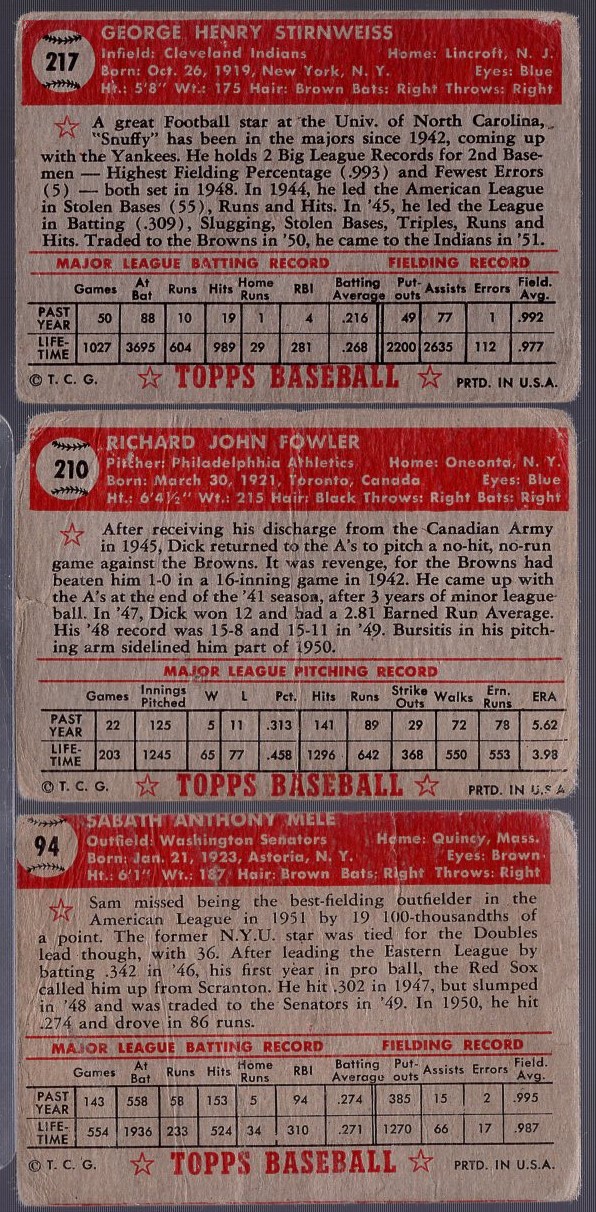 217
GEORGE HENRY STIRNWEISS
Infield: Cleveland Indians Home: Lincroft, N. J.
Born: Oct. 26, 1919, New York, N. Y. Eyes: Blue
Ht.: 5'8" Wt.: 175 Hair: Brown Bats: Right Throws: Right
A great Football star at the Univ. of North Carolina,
"Snuffy" has been in the majors since 1942, coming up
with the Yankees. He holds 2 Big League Records for 2nd Base-
men — Highest Fielding Percentage (.993) and Fewest Errors
(5) — both set in 1948. In 1944, he led the American League
in Stolen Bases (55), Runs and Hits. In '45, he led the League
in Batting (.309), Slugging, Stolen Bases, Triples, Runs and
Hits. Traded to the Browns in '50, he came to the Indians in '51.
MAJOR LEAGUE BATTING RECORD FIELDING RECORD
Games At Bat Runs Hits Home Runs RBI Batting Average Put-outs Assists Errors Field. Avg.
PAST YEAR 50 88 10 19 1 4 .216 49 77 1 .992
LIFE-TIME 1027 3695 604 989 29 281 .268 2200 2635 112 .977
© T. C. G. TOPPS BASEBALL PRTD. IN U.S.A.
210
RICHARD JOHN FOWLER
Pitcher: Philadelphhia Athletics Home: Oneonta, N. Y.
Born: March 30, 1921, Toronto, Canada Eyes: Blue
Ht.: 6'4½" Wt.: 215 Hair: Black Throws: Right Bats: Right
After receiving his discharge from the Canadian Army
in 1945, Dick returned to the A's to pitch a no-hit, no-run
game against the Browns. It was revenge, for the Browns had
beaten him 1-0 in a 16-inning game in 1942. He came up with
the A's at the end of the '41 season, after 3 years of minor league
ball. In '47, Dick won 12 and had a 2.81 Earned Run Average.
His '48 record was 15-8 and 15-11 in '49. Bursitis in his pitch-
ing arm sidelined him part of 1950.
MAJOR LEAGUE PITCHING RECORD
Games Innings Pitched W L Pct. Hits Runs Strike Outs Walks Ern. Runs ERA
PAST YEAR 22 125 5 11 .313 141 89 29 72 78 5.62
LIFE-TIME 203 1245 65 77 .458 1296 642 368 550 553 3.98
© T. C. G. TOPPS BASEBALL PRTD. IN U.S.A
94
SABATH ANTHONY MELE
Outfield: Washington Senators Home: Quincy, Mass.
Born: Jan. 21, 1923, Astoria, N. Y. Eyes: Brown
Ht.: 6'1" Wt.: 187 Hair: Brown Bats: Right Throws: Right
Sam missed being the best-fielding outfielder in the
American League in 1951 by 19 100-thousandths of
a point. The former N.Y.U. star was tied for the Doubles
lead though, with 36. After leading the Eastern League by
batting .342 in '46, his first year in pro ball, the Red Sox
called him up from Scranton. He hit .302 in 1947, but slumped
in '48 and was traded to the Senators in '49. In 1950, he hit
.274 and drove in 86 runs.
MAJOR LEAGUE BATTING RECORD FIELDING RECORD
Games At Bat Runs Hits Home Runs RBI Batting Average Put-outs Assists Errors Field. Avg.
PAST YEAR 143 558 58 153 5 94 .274 385 15 2 .995
LIFE-TIME 554 1936 233 524 34 310 .271 1270 66 17 .987
© T. C. G. TOPPS BASEBALL PRTD. IN U.S.A.